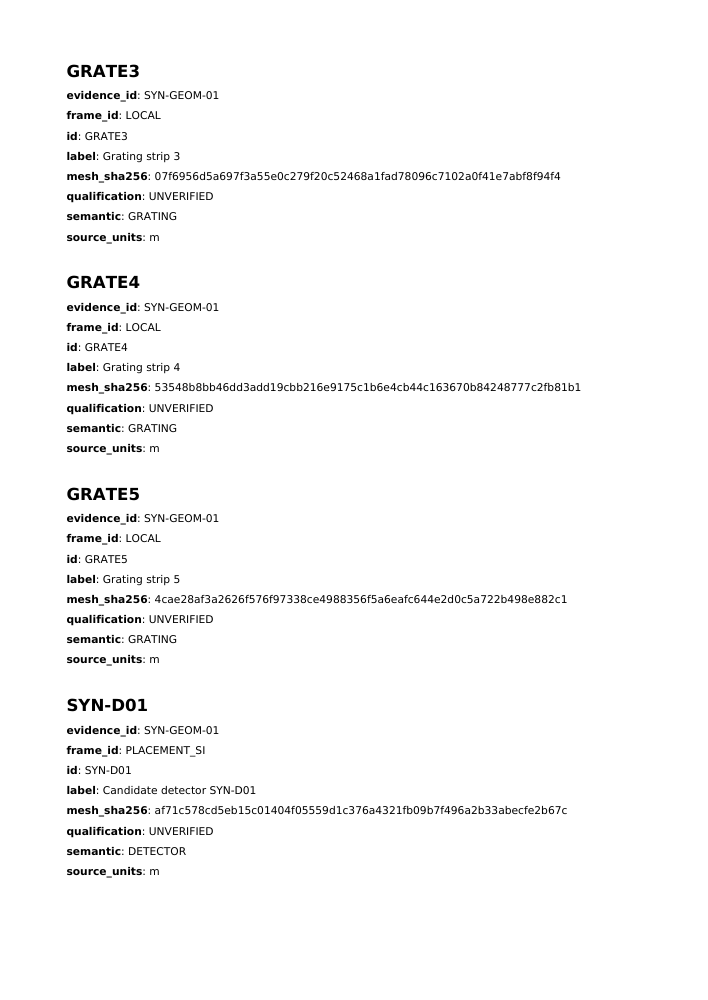 GRATE3
evidence_id: SYN-GEOM-01
frame_id: LOCAL
id: GRATE3
label: Grating strip 3
mesh_sha256: 07f6956d5a697f3a55e0c279f20c52468a1fad78096c7102a0f41e7abf8f94f4
qualification: UNVERIFIED
semantic: GRATING
source_units: m
GRATE4
evidence_id: SYN-GEOM-01
frame_id: LOCAL
id: GRATE4
label: Grating strip 4
mesh_sha256: 53548b8bb46dd3add19cbb216e9175c1b6e4cb44c163670b84248777c2fb81b1
qualification: UNVERIFIED
semantic: GRATING
source_units: m
GRATE5
evidence_id: SYN-GEOM-01
frame_id: LOCAL
id: GRATE5
label: Grating strip 5
mesh_sha256: 4cae28af3a2626f576f97338ce4988356f5a6eafc644e2d0c5a722b498e882c1
qualification: UNVERIFIED
semantic: GRATING
source_units: m
SYN-D01
evidence_id: SYN-GEOM-01
frame_id: PLACEMENT_SI
id: SYN-D01
label: Candidate detector SYN-D01
mesh_sha256: af71c578cd5eb15c01404f05559d1c376a4321fb09b7f496a2b33abecfe2b67c
qualification: UNVERIFIED
semantic: DETECTOR
source_units: m